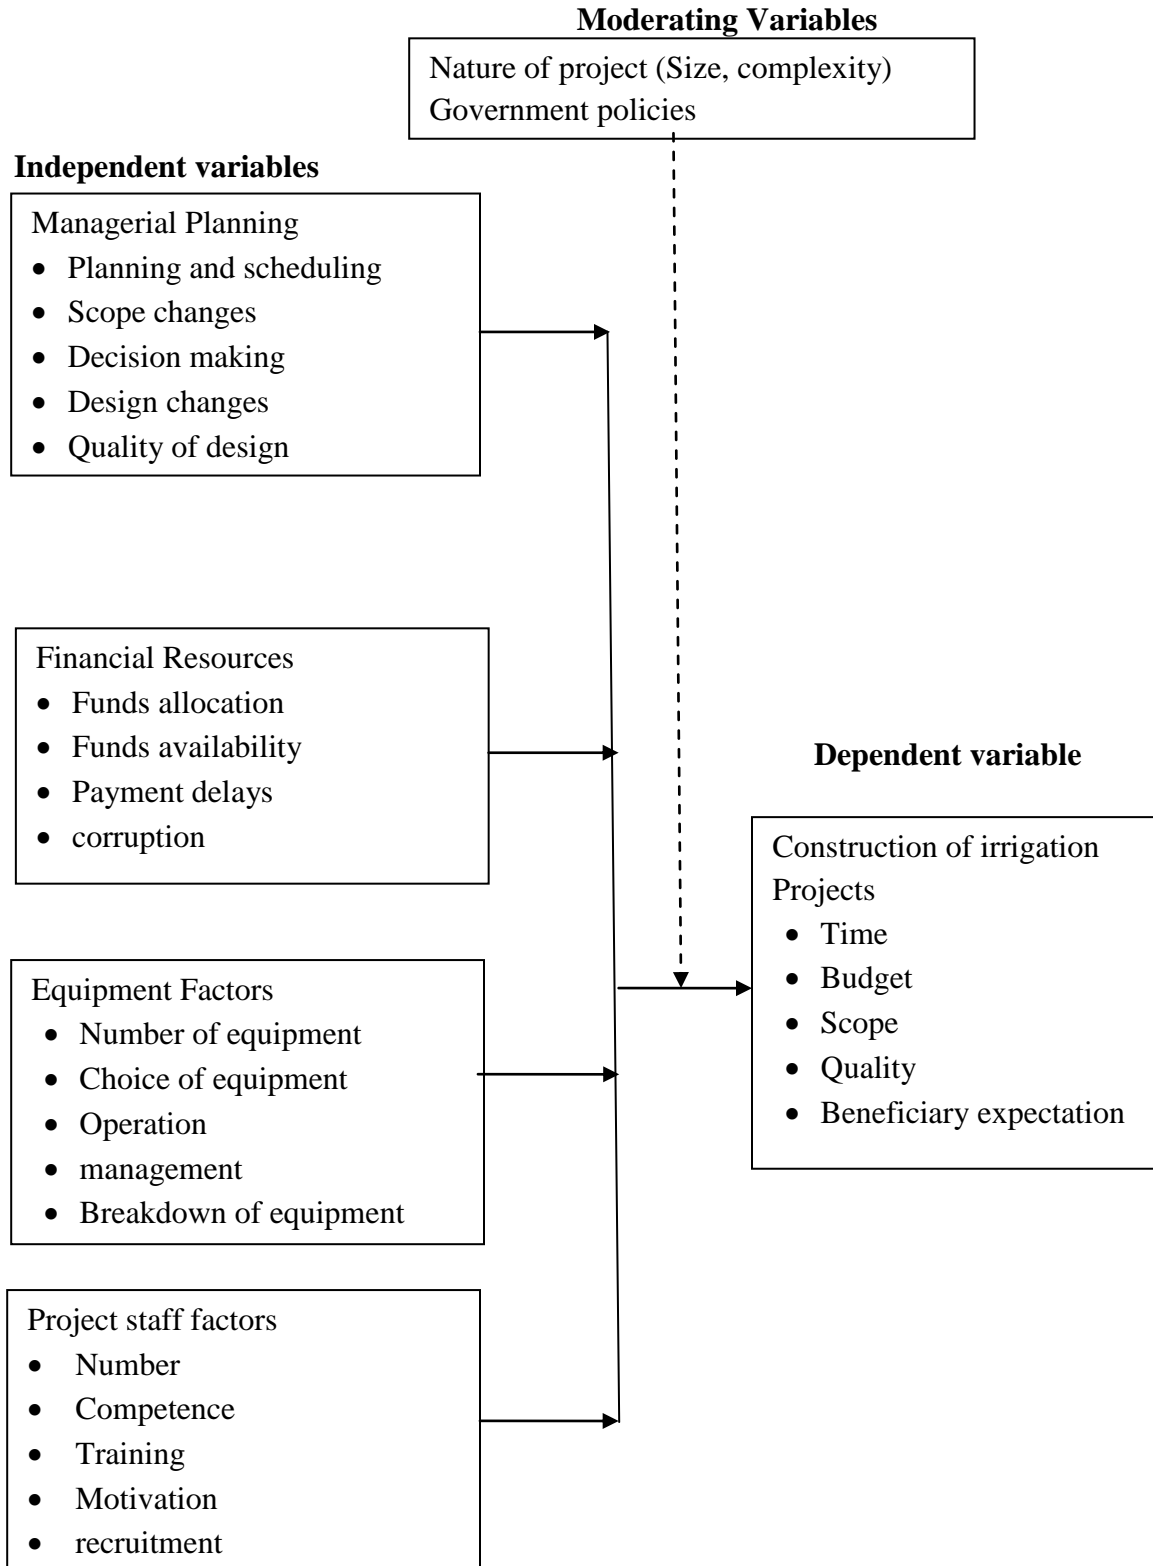 Moderating Variables
Nature of project (Size, complexity)
Government policies
Independent variables
Managerial Planning
• Planning and scheduling
• Scope changes
• Decision making
• Design changes
• Quality of design
Financial Resources
• Funds allocation
• Funds availability
• Payment delays
• corruption
Dependent variable
Construction of irrigation
Projects
• Time
• Budget
• Scope
• Quality
• Beneficiary expectation
Equipment Factors
• Number of equipment
• Choice of equipment
• Operation
• management
• Breakdown of equipment
Project staff factors
• Number
• Competence
• Training
• Motivation
• recruitment